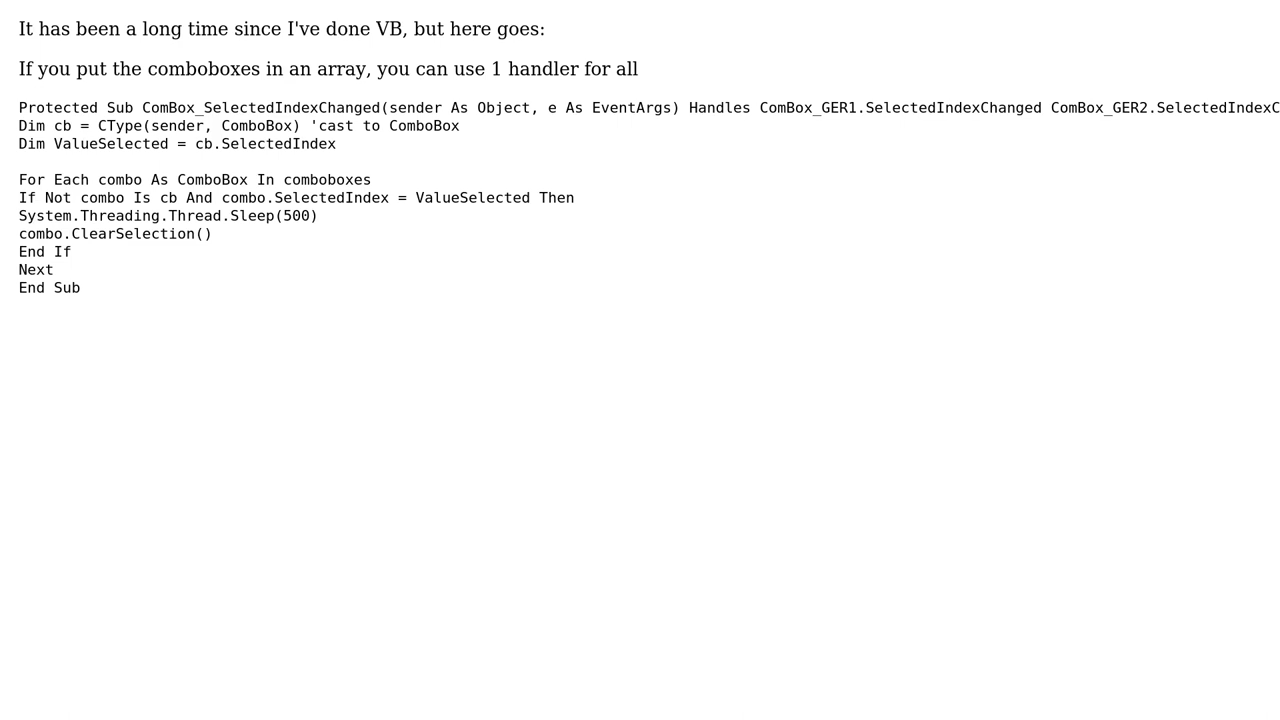 It has been a long time since I've done VB, but here goes:
If you put the comboboxes in an array, you can use 1 handler for all
Protected Sub ComBox_SelectedIndexChanged(sender As Object, e As EventArgs) Handles ComBox_GER1.SelectedIndexChanged ComBox_GER2.SelectedIndexC
Dim cb = CType(sender, ComboBox) 'cast to ComboBox
Dim ValueSelected = cb.SelectedIndex
For Each combo As ComboBox In comboboxes
If Not combo Is cb And combo.SelectedIndex = ValueSelected Then
System.Threading.Thread.Sleep(500)
combo.ClearSelection()
End If
Next
End Sub